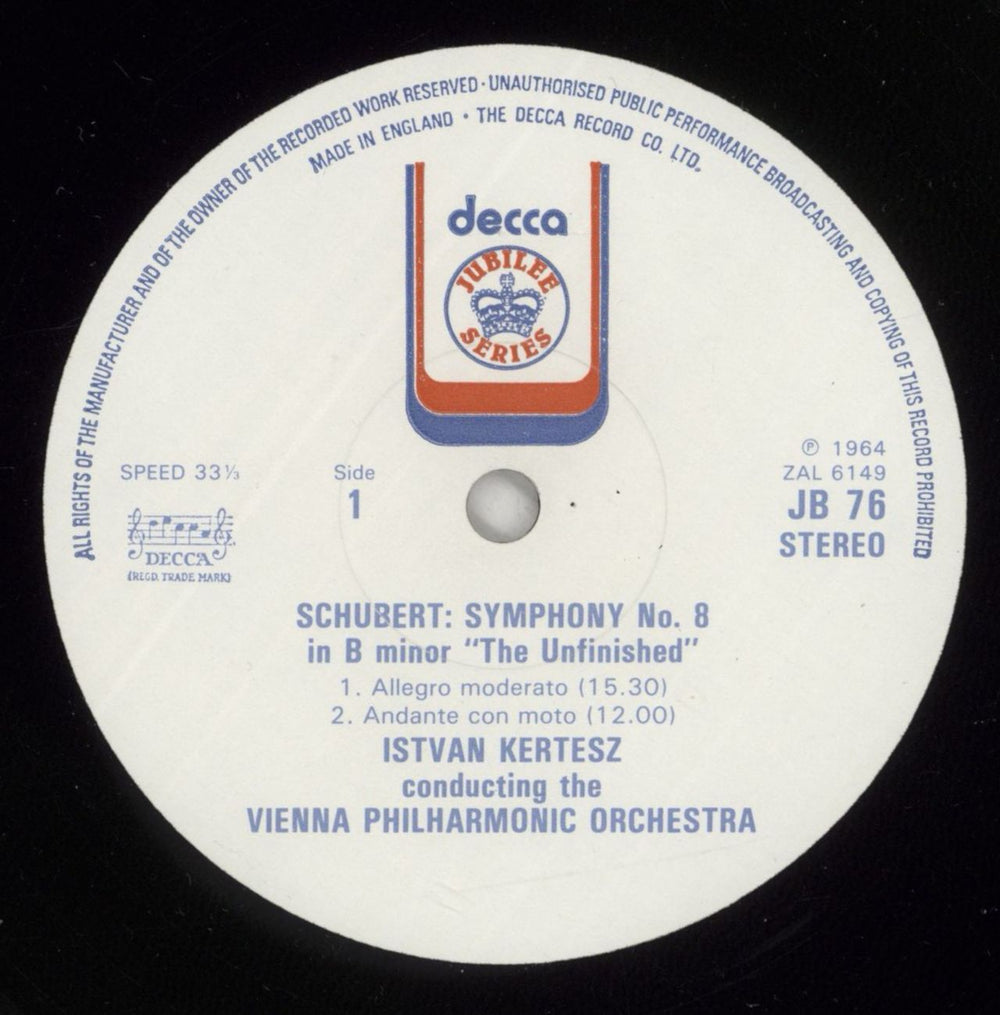 ALL RIGHTS OF THE MANUFACTURER AND OF THE OWNER OF THE RECORDED WORK RESERVED · UNAUTHORISED PUBLIC PERFORMANCE BROADCASTING AND COPYING OF THIS RECORD PROHIBITED
MADE IN ENGLAND · THE DECCA RECORD CO. LTD.
decca
JUBILEE
SERIES
SPEED 33⅓
DECCA
(REGD. TRADE MARK)
Side
1
℗ 1964
ZAL 6149
JB 76
STEREO
SCHUBERT: SYMPHONY No. 8
in B minor "The Unfinished"
1. Allegro moderato (15.30)
2. Andante con moto (12.00)
ISTVAN KERTESZ
conducting the
VIENNA PHILHARMONIC ORCHESTRA